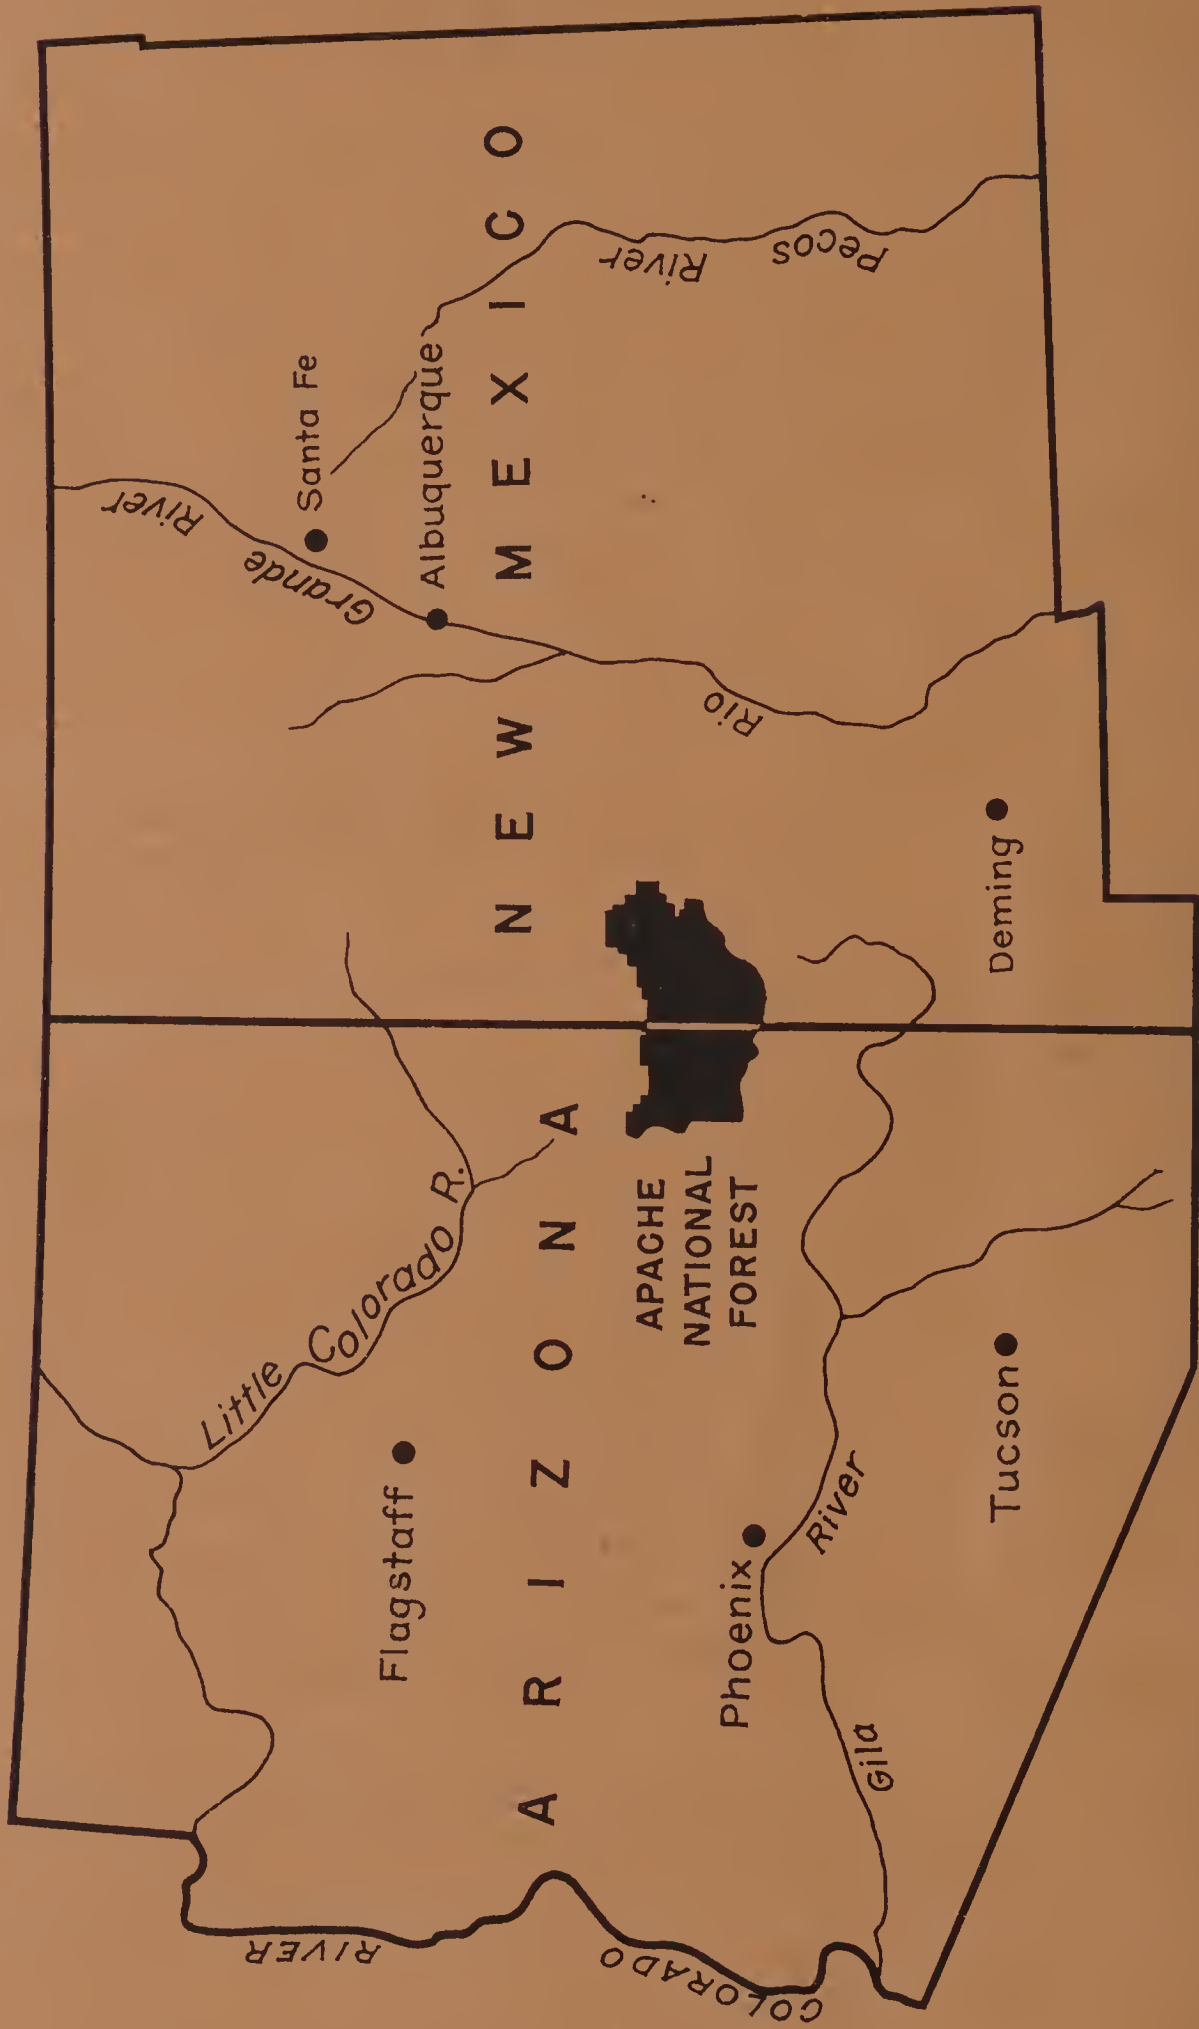 Santa Fe
Grande River
Albuquerque
River
Pecos
NEW MEXICO
Rio
Deming
Little Colorado R.
Flagstaff
ARIZONA
APACHE
NATIONAL
FOREST
Phoenix
River
Gila
Tucson
RIVER
COLORADO